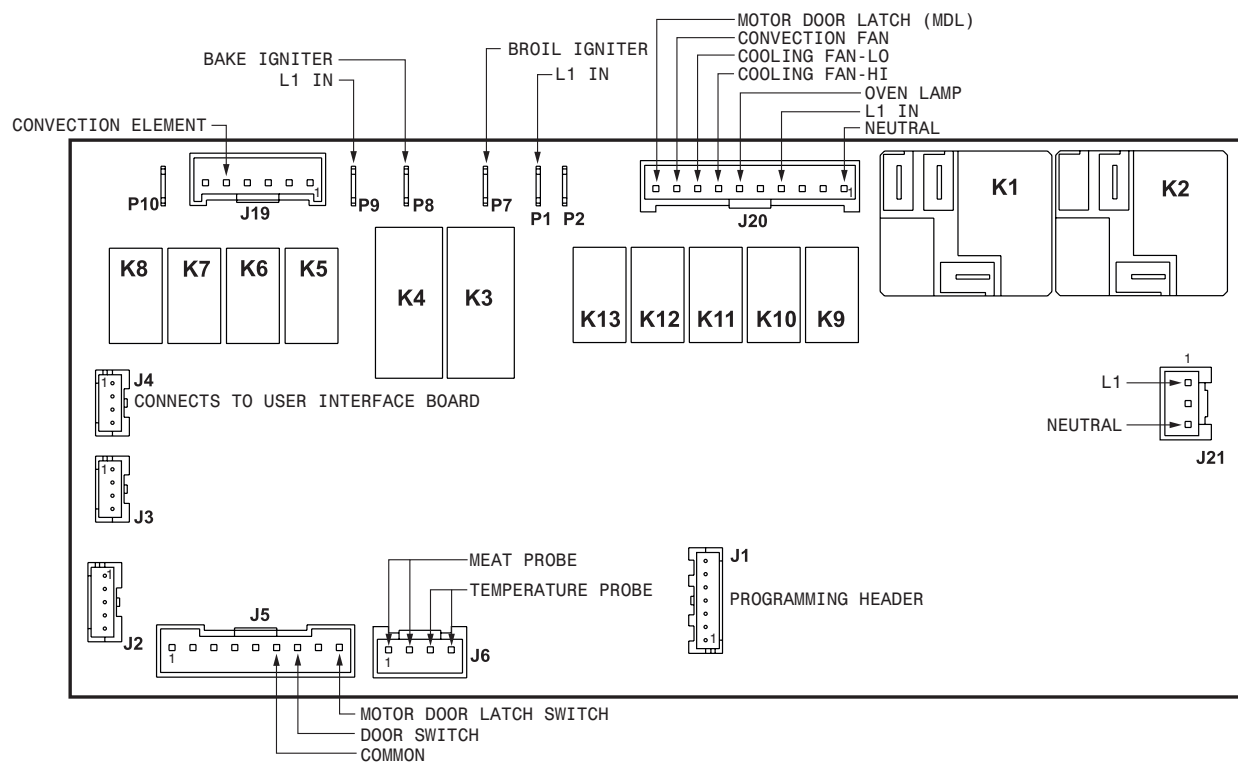 MOTOR DOOR LATCH (MDL)
CONVECTION FAN
BROIL IGNITER
COOLING FAN-LO
BAKE IGNITER
L1 IN
COOLING FAN-HI
L1 IN
OVEN LAMP
L1 IN
CONVECTION ELEMENT
NEUTRAL
1
1
P10
J19
P9
P8
P7
P1
P2
J20
K1
K2
K8
K7
K6
K5
K4
K3
K13
K12
K11
K10
K9
1
J4
1
CONNECTS TO USER INTERFACE BOARD
L1
NEUTRAL
J21
1
J3
MEAT PROBE
J1
TEMPERATURE PROBE
PROGRAMMING HEADER
1
1
J2
J5
1
1
J6
MOTOR DOOR LATCH SWITCH
DOOR SWITCH
COMMON